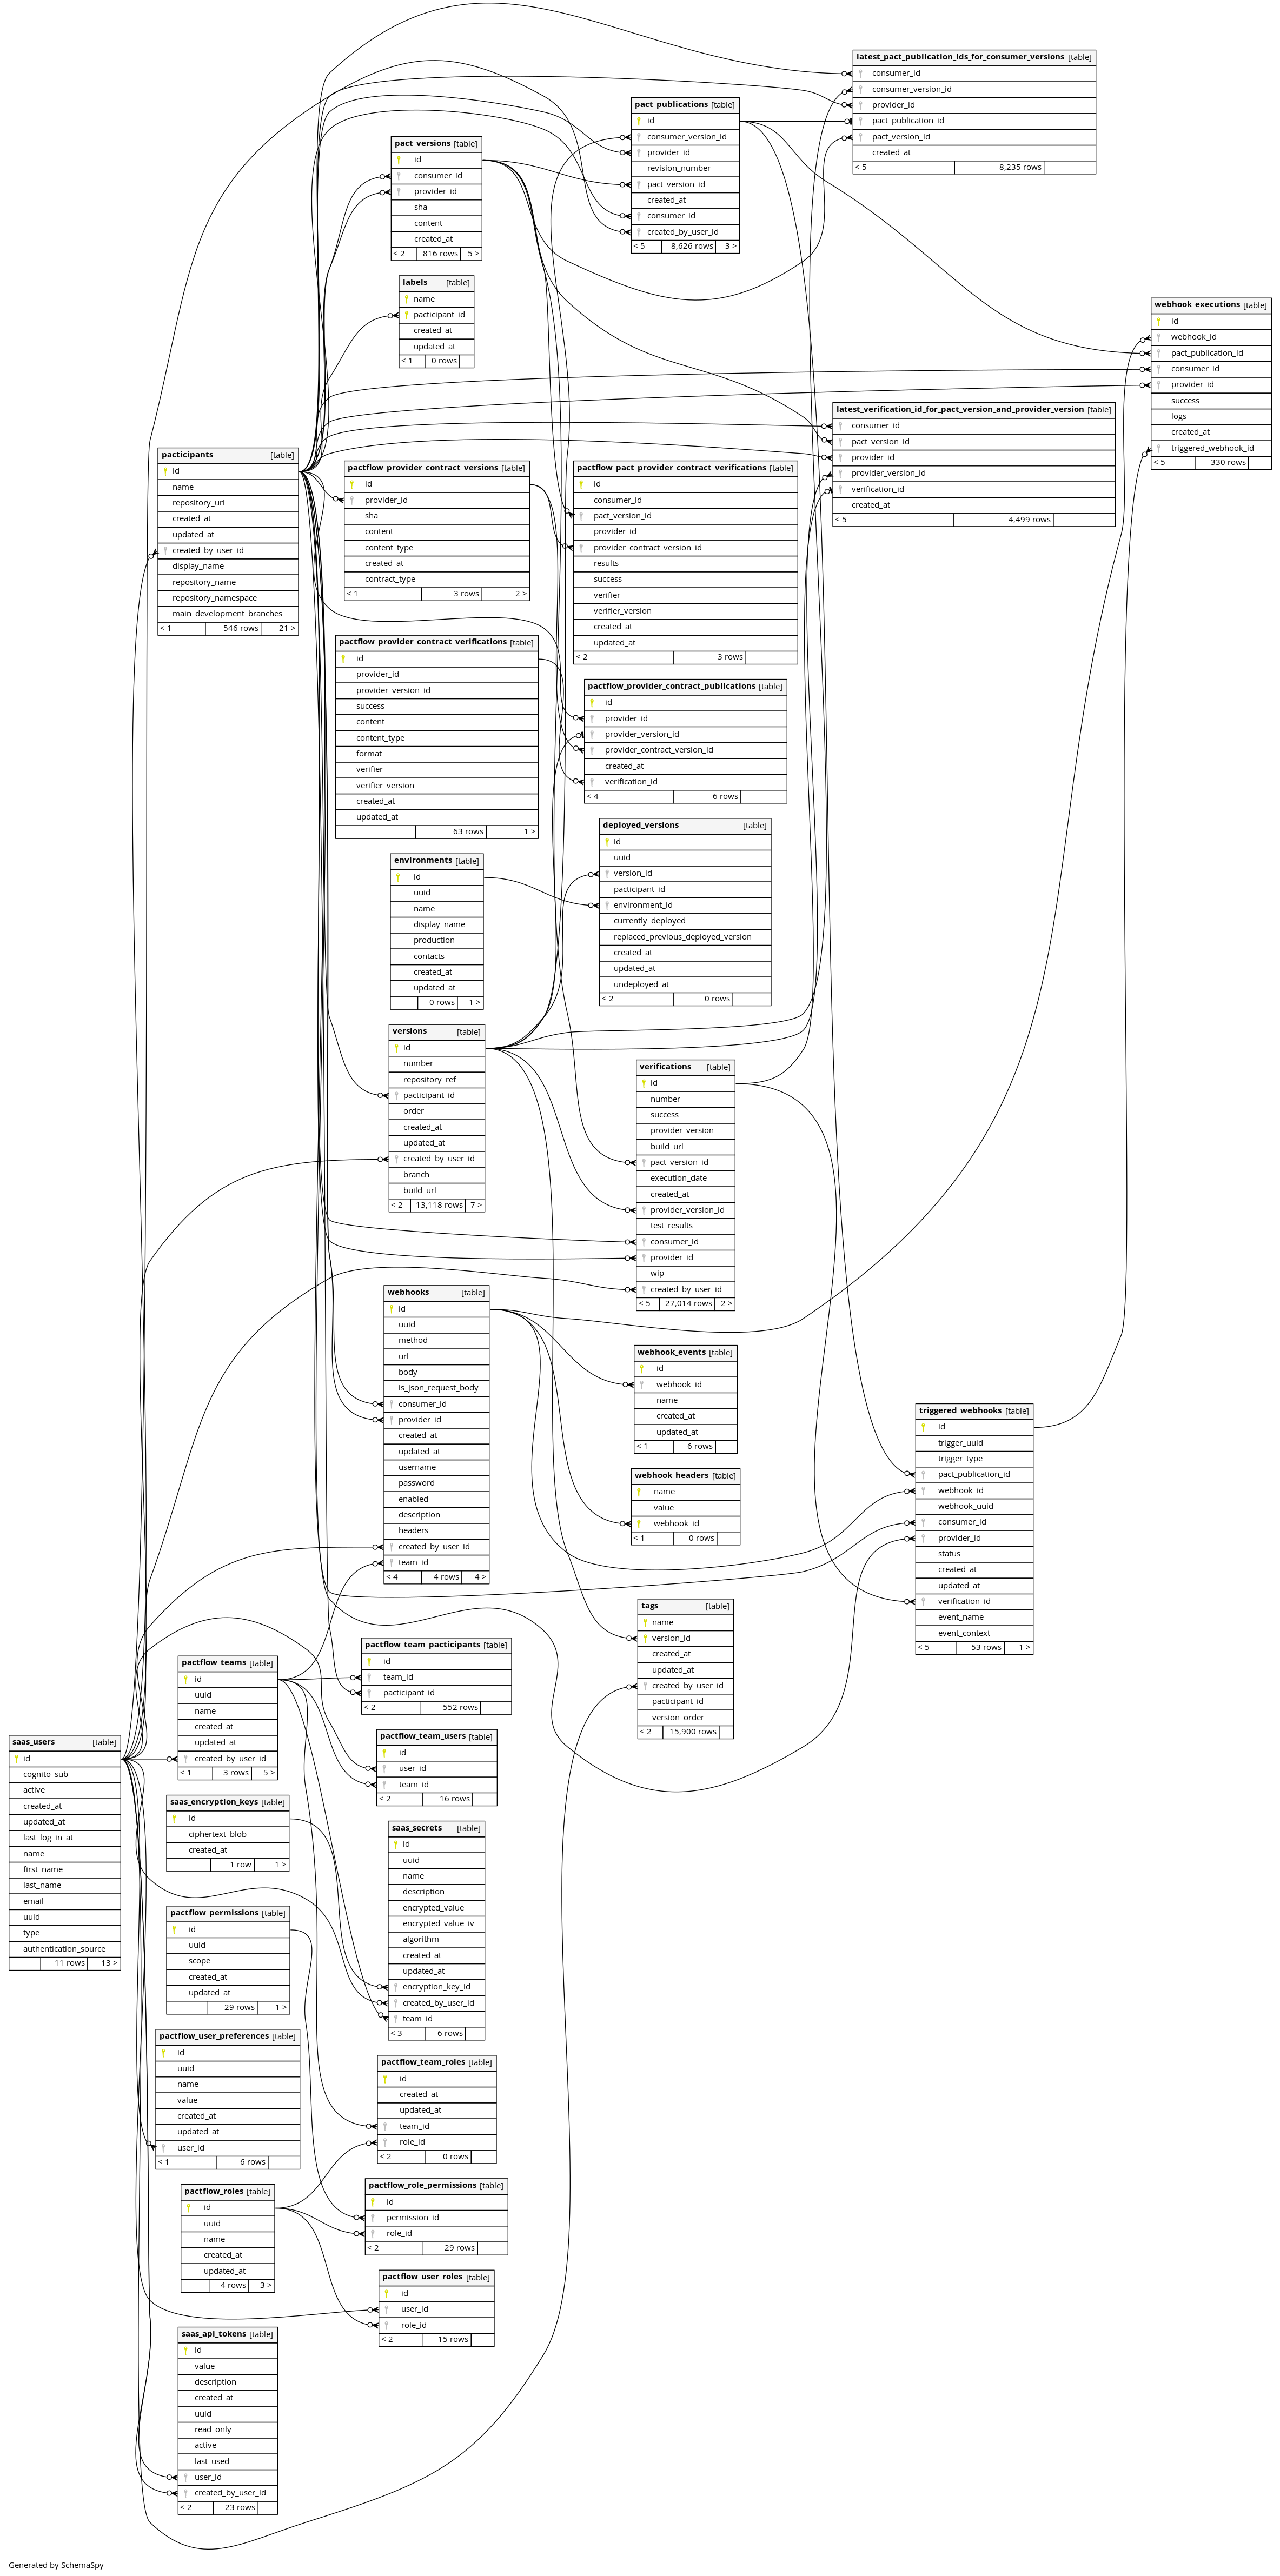 latest_pact_publication_ids_for_consumer_versions [table]
consumer_id
consumer_version_id
provider_id
pact_publication_id
pact_version_id
created_at
< 5 8,235 rows
pact_publications [table]
id
consumer_version_id
provider_id
revision_number
pact_version_id
created_at
consumer_id
created_by_user_id
< 5 8,626 rows 3 >
pact_versions [table]
id
consumer_id
provider_id
sha
content
created_at
< 2 816 rows 5 >
labels [table]
name
pacticipant_id
created_at
updated_at
< 1 0 rows
webhook_executions [table]
id
webhook_id
pact_publication_id
consumer_id
provider_id
success
logs
created_at
triggered_webhook_id
< 5 330 rows
latest_verification_id_for_pact_version_and_provider_version [table]
consumer_id
pact_version_id
provider_id
provider_version_id
verification_id
created_at
< 5 4,499 rows
pacticipants [table]
id
name
repository_url
created_at
updated_at
created_by_user_id
display_name
repository_name
repository_namespace
main_development_branches
< 1 546 rows 21 >
pactflow_provider_contract_versions [table]
id
provider_id
sha
content
content_type
created_at
contract_type
< 1 3 rows 2 >
pactflow_pact_provider_contract_verifications [table]
id
consumer_id
pact_version_id
provider_id
provider_contract_version_id
results
success
verifier
verifier_version
created_at
updated_at
< 2 3 rows
pactflow_provider_contract_verifications [table]
id
provider_id
provider_version_id
success
content
content_type
format
verifier
verifier_version
created_at
updated_at
63 rows 1 >
pactflow_provider_contract_publications [table]
id
provider_id
provider_version_id
provider_contract_version_id
created_at
verification_id
< 4 6 rows
deployed_versions [table]
id
uuid
version_id
pacticipant_id
environment_id
currently_deployed
replaced_previous_deployed_version
created_at
updated_at
undeployed_at
< 2 0 rows
environments [table]
id
uuid
name
display_name
production
contacts
created_at
updated_at
0 rows 1 >
versions [table]
id
number
repository_ref
pacticipant_id
order
created_at
updated_at
created_by_user_id
branch
build_url
< 2 13,118 rows 7 >
verifications [table]
id
number
success
provider_version
build_url
pact_version_id
execution_date
created_at
provider_version_id
test_results
consumer_id
provider_id
wip
created_by_user_id
< 5 27,014 rows 2 >
webhooks [table]
id
uuid
method
url
body
is_json_request_body
consumer_id
provider_id
created_at
updated_at
username
password
enabled
description
headers
created_by_user_id
team_id
< 4 4 rows 4 >
webhook_events [table]
id
webhook_id
name
created_at
updated_at
< 1 6 rows
webhook_headers [table]
name
value
webhook_id
< 1 0 rows
triggered_webhooks [table]
id
trigger_uuid
trigger_type
pact_publication_id
webhook_id
webhook_uuid
consumer_id
provider_id
status
created_at
updated_at
verification_id
event_name
event_context
< 5 53 rows 1 >
tags [table]
name
version_id
created_at
updated_at
created_by_user_id
pacticipant_id
version_order
< 2 15,900 rows
pactflow_team_pacticipants [table]
id
team_id
pacticipant_id
< 2 552 rows
pactflow_teams [table]
id
uuid
name
created_at
updated_at
created_by_user_id
< 1 3 rows 5 >
pactflow_team_users [table]
id
user_id
team_id
< 2 16 rows
saas_users [table]
id
cognito_sub
active
created_at
updated_at
last_log_in_at
name
first_name
last_name
email
uuid
type
authentication_source
11 rows 13 >
saas_encryption_keys [table]
id
ciphertext_blob
created_at
1 row 1 >
saas_secrets [table]
id
uuid
name
description
encrypted_value
encrypted_value_iv
algorithm
created_at
updated_at
encryption_key_id
created_by_user_id
team_id
< 3 6 rows
pactflow_permissions [table]
id
uuid
scope
created_at
updated_at
29 rows 1 >
pactflow_user_preferences [table]
id
uuid
name
value
created_at
updated_at
user_id
< 1 6 rows
pactflow_team_roles [table]
id
created_at
updated_at
team_id
role_id
< 2 0 rows
pactflow_roles [table]
id
uuid
name
created_at
updated_at
4 rows 3 >
pactflow_role_permissions [table]
id
permission_id
role_id
< 2 29 rows
pactflow_user_roles [table]
id
user_id
role_id
< 2 15 rows
saas_api_tokens [table]
id
value
description
created_at
uuid
read_only
active
last_used
user_id
created_by_user_id
< 2 23 rows
Generated by SchemaSpy